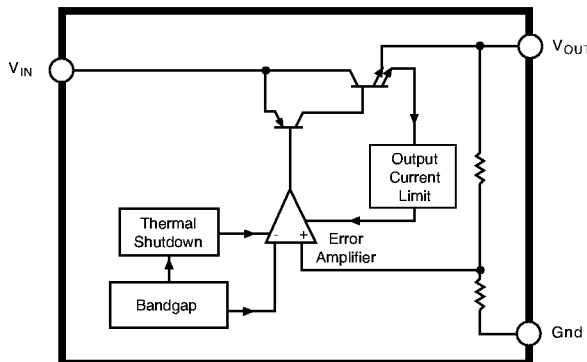 V_IN
V_OUT
Output
Current
Limit
Thermal
Shutdown
- +
Error
Amplifier
Bandgap
Gnd